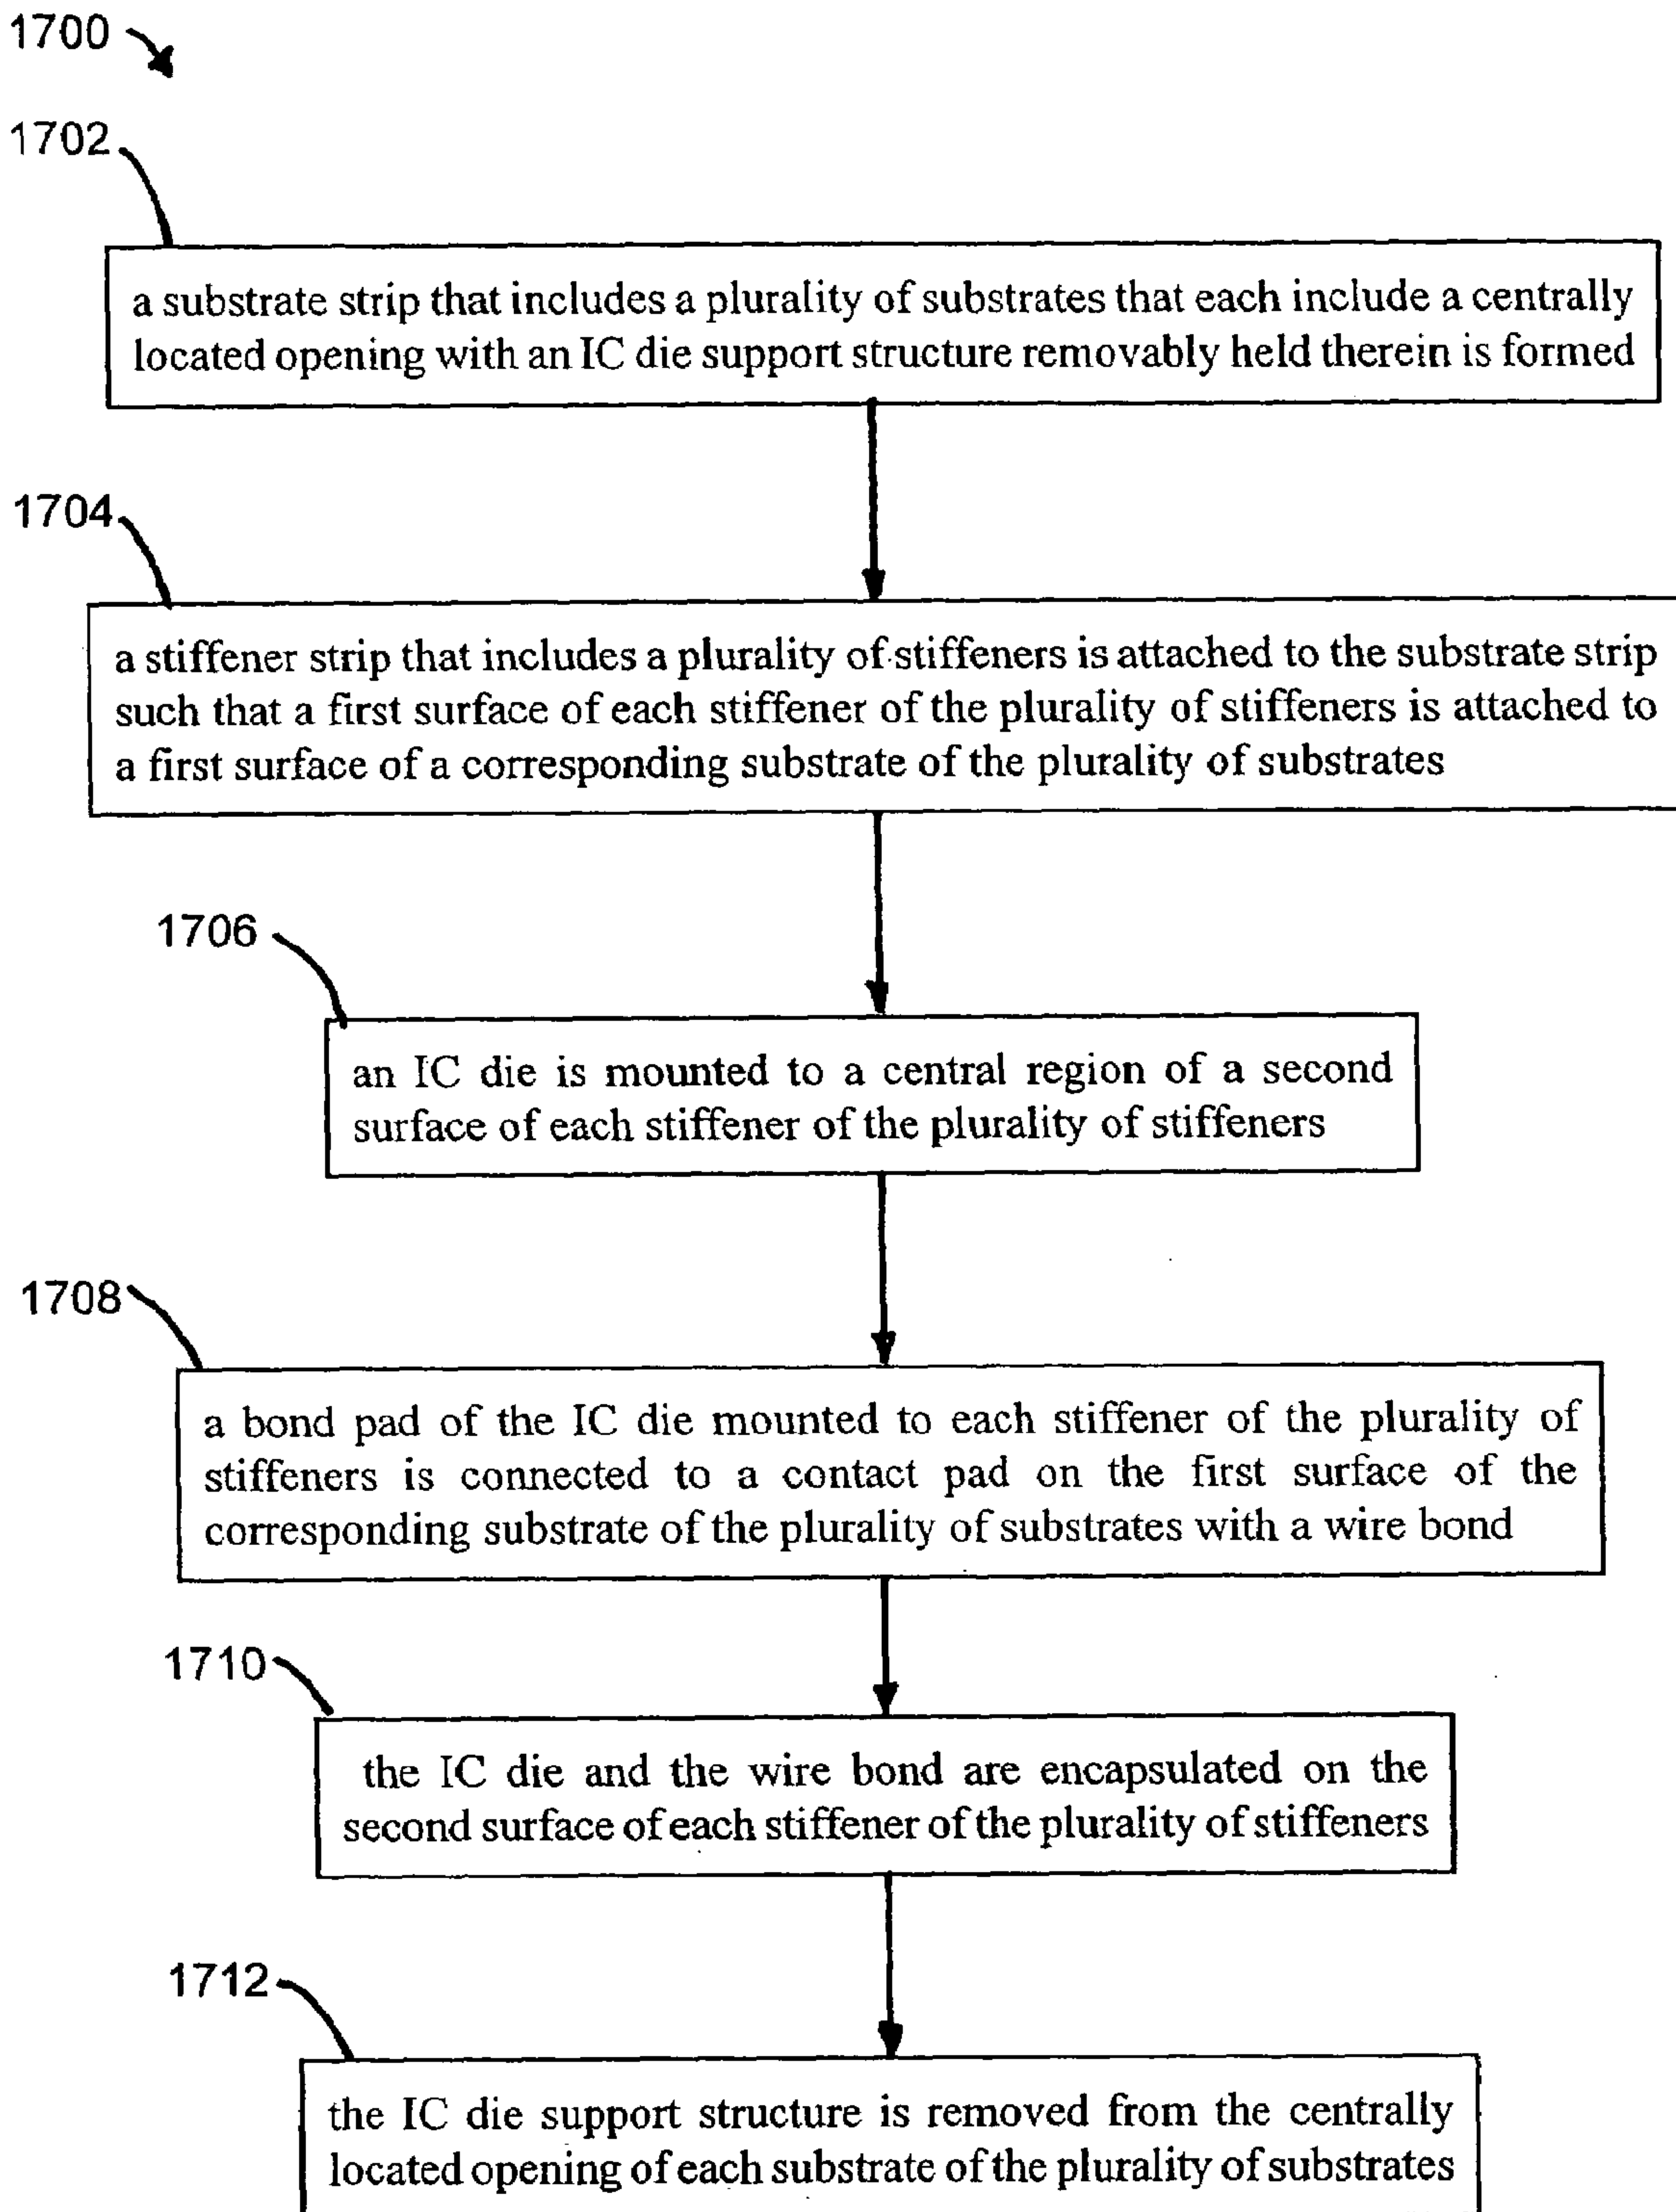 1700
1702
a substrate strip that includes a plurality of substrates that each include a centrally
located opening with an IC die support structure removably held therein is formed
1704
a stiffener strip that includes a plurality of stiffeners is attached to the substrate strip
such that a first surface of each stiffener of the plurality of stiffeners is attached to
a first surface of a corresponding substrate of the plurality of substrates
1706
an IC die is mounted to a central region of a second
surface of each stiffener of the plurality of stiffeners
1708
a bond pad of the IC die mounted to each stiffener of the plurality of
stiffeners is connected to a contact pad on the first surface of the
corresponding substrate of the plurality of substrates with a wire bond
1710
the IC die and the wire bond are encapsulated on the
second surface of each stiffener of the plurality of stiffeners
1712
the IC die support structure is removed from the centrally
located opening of each substrate of the plurality of substrates